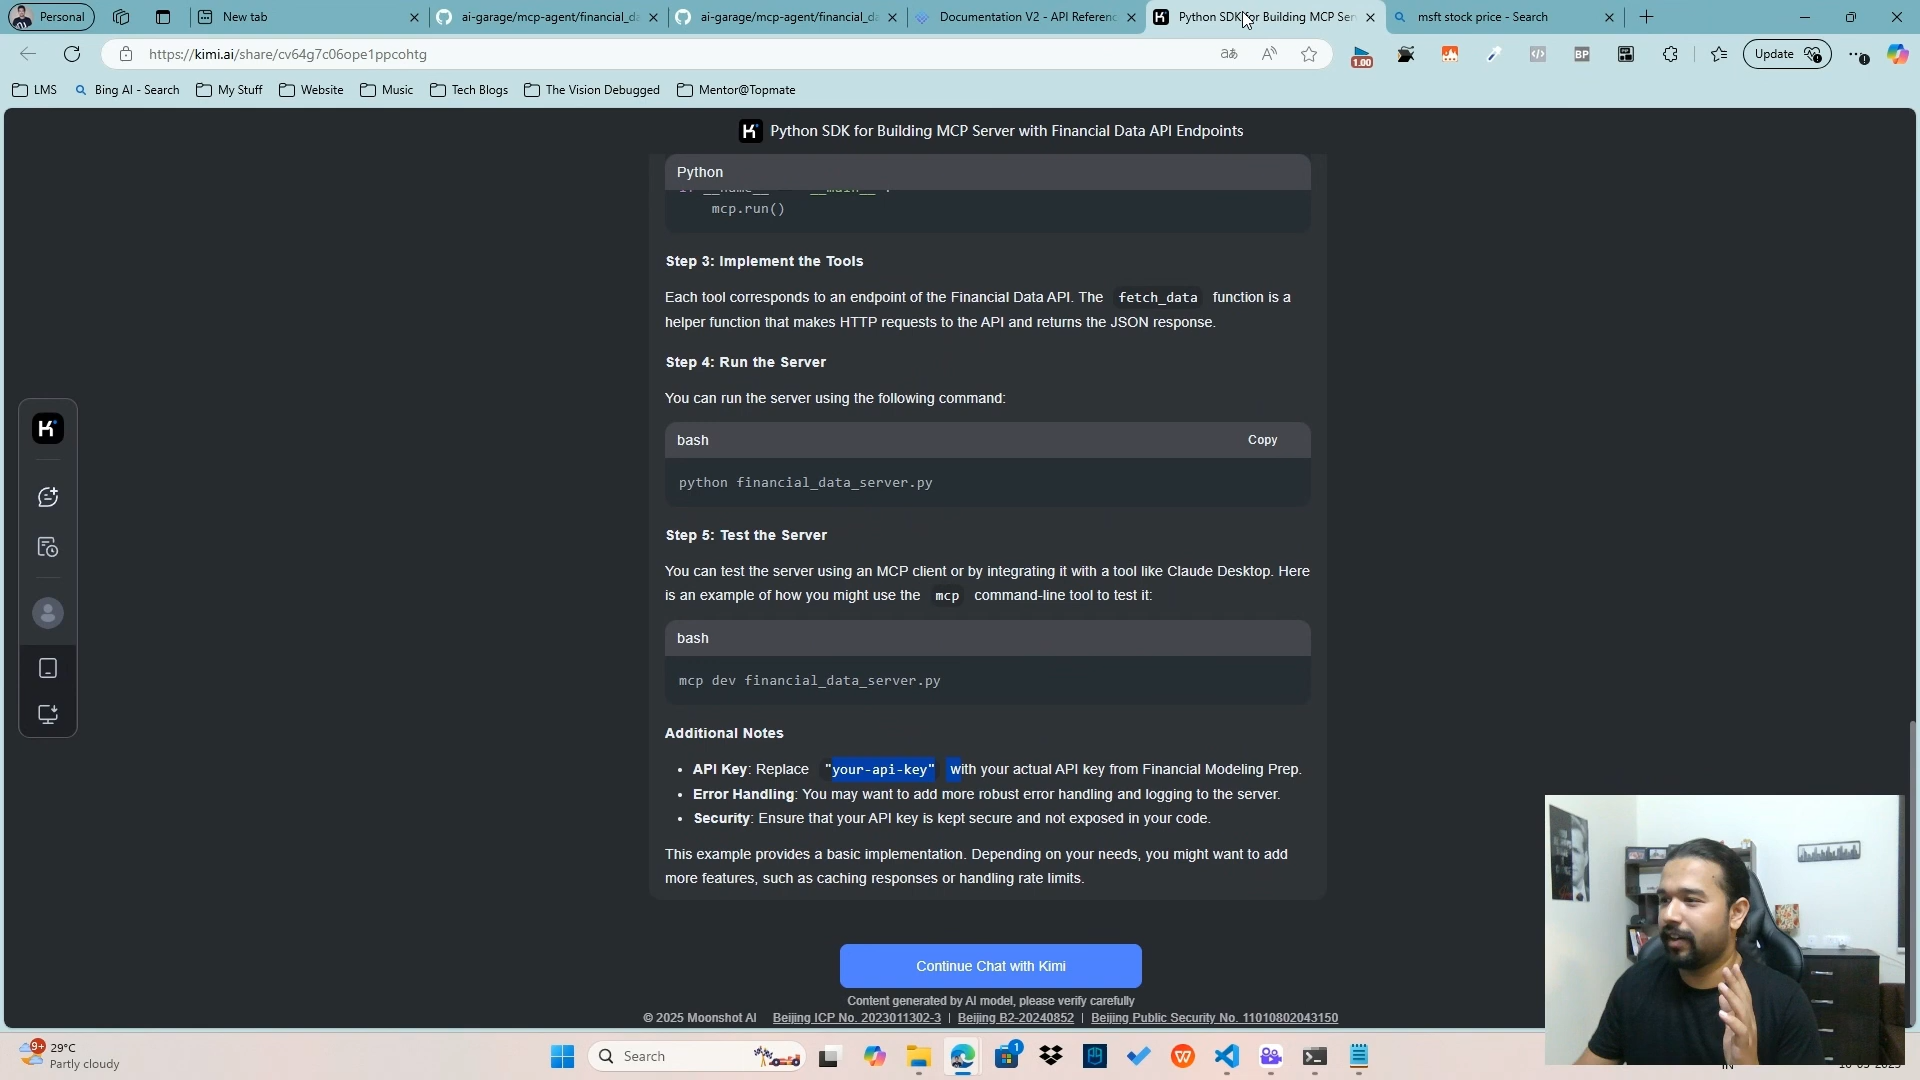 Personal
New tab
ai-garage/mcp-agent/financial_da
ai-garage/mcp-agent/financial_da
Documentation V2 - API Referenc
Python SDK for Building MCP Ser
msft stock price - Search
https://kimi.ai/share/cv64g7c06ope1ppcohtg
1.00
BP
Update
LMS
Bing AI - Search
My Stuff
Website
Music
Tech Blogs
The Vision Debugged
Mentor@Topmate
Python SDK for Building MCP Server with Financial Data API Endpoints
Python
mcp.run()
Step 3: Implement the Tools
Each tool corresponds to an endpoint of the Financial Data API. The fetch_data function is a
helper function that makes HTTP requests to the API and returns the JSON response.
Step 4: Run the Server
You can run the server using the following command:
bash
Copy
python financial_data_server.py
Step 5: Test the Server
You can test the server using an MCP client or by integrating it with a tool like Claude Desktop. Here
is an example of how you might use the mcp command-line tool to test it:
bash
mcp dev financial_data_server.py
Additional Notes
• API Key: Replace "your-api-key" with your actual API key from Financial Modeling Prep.
• Error Handling: You may want to add more robust error handling and logging to the server.
• Security: Ensure that your API key is kept secure and not exposed in your code.
This example provides a basic implementation. Depending on your needs, you might want to add
more features, such as caching responses or handling rate limits.
Continue Chat with Kimi
Content generated by AI model, please verify carefully
© 2025 Moonshot AI Beijing ICP No. 2023011302-3 | Beijing B2-20240852 | Beijing Public Security No. 11010802043150
9+
29°C
Partly cloudy
Search
1
IN